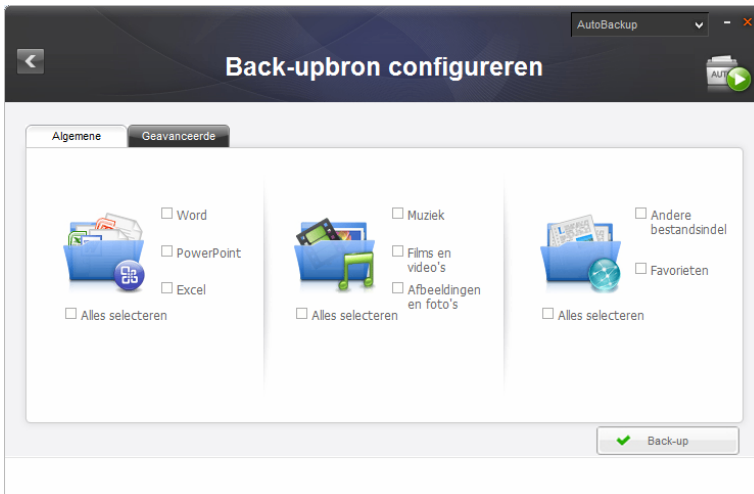 AutoBackup
Back-upbron configureren
AUTO
Algemene
Geavanceerde
Word
PowerPoint
Excel
Alles selecteren
Muziek
Films en
video's
Afbeeldingen
en foto's
Alles selecteren
Andere
bestandsindel
Favorieten
Alles selecteren
Back-up